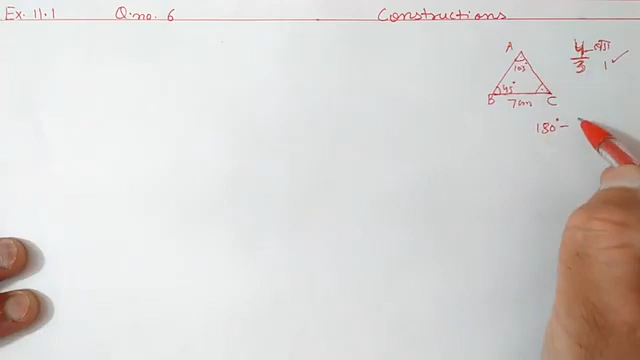 Ex. 11.1 Q.no. 6 Constructions
A
105°
45°
B 7cm C
4
3
1 ✓
180° –